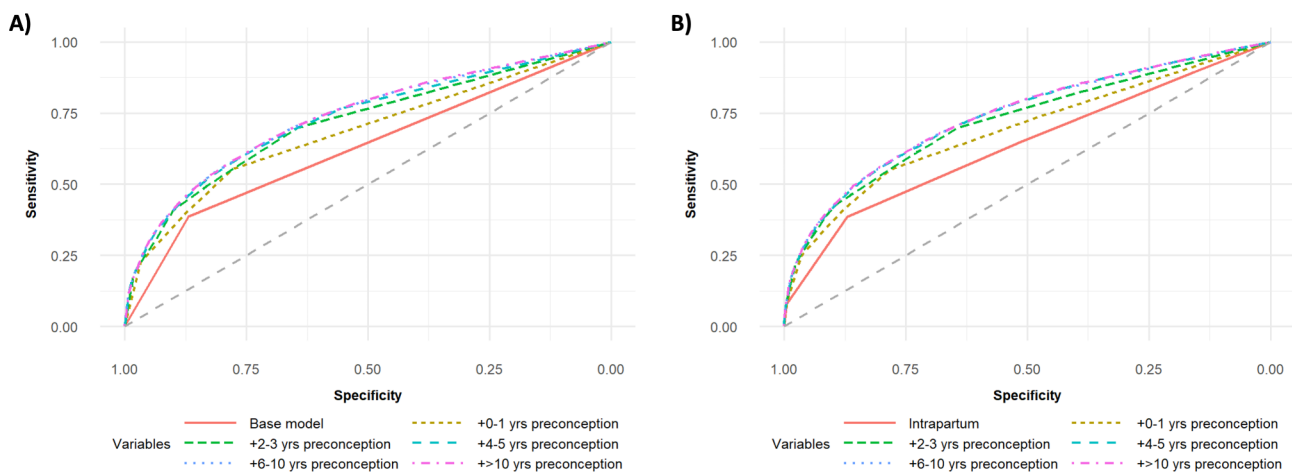 A)
1.00
0.75
0.50
0.25
0.00
Sensitivity
1.00 0.75 0.50 0.25 0.00
Specificity
Variables
Base model +0-1 yrs preconception
+2-3 yrs preconception +4-5 yrs preconception
+6-10 yrs preconception +>10 yrs preconception
B)
1.00
0.75
0.50
0.25
0.00
Sensitivity
1.00 0.75 0.50 0.25 0.00
Specificity
Variables
Intrapartum +0-1 yrs preconception
+2-3 yrs preconception +4-5 yrs preconception
+6-10 yrs preconception +>10 yrs preconception